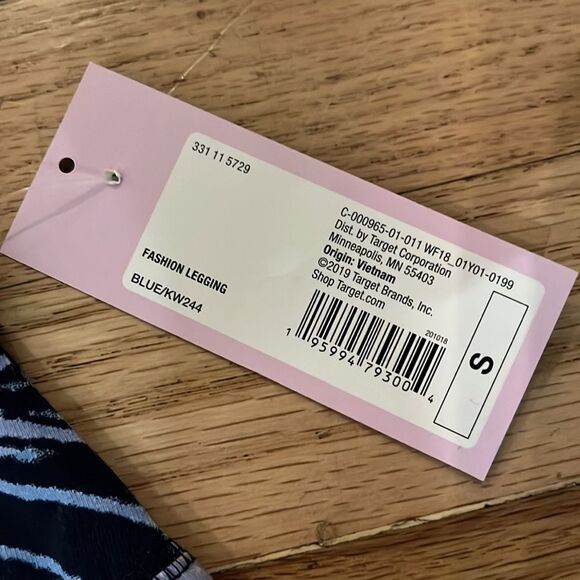 331 11 5729
C-000965-01-011 WF18_01Y01-0199
Dist. by Target Corporation
Minneapolis, MN 55403
Origin: Vietnam
©2019 Target Brands, Inc.
Shop Target.com
FASHION LEGGING
BLUE/KW244
201018
1 95994 79300 4
S